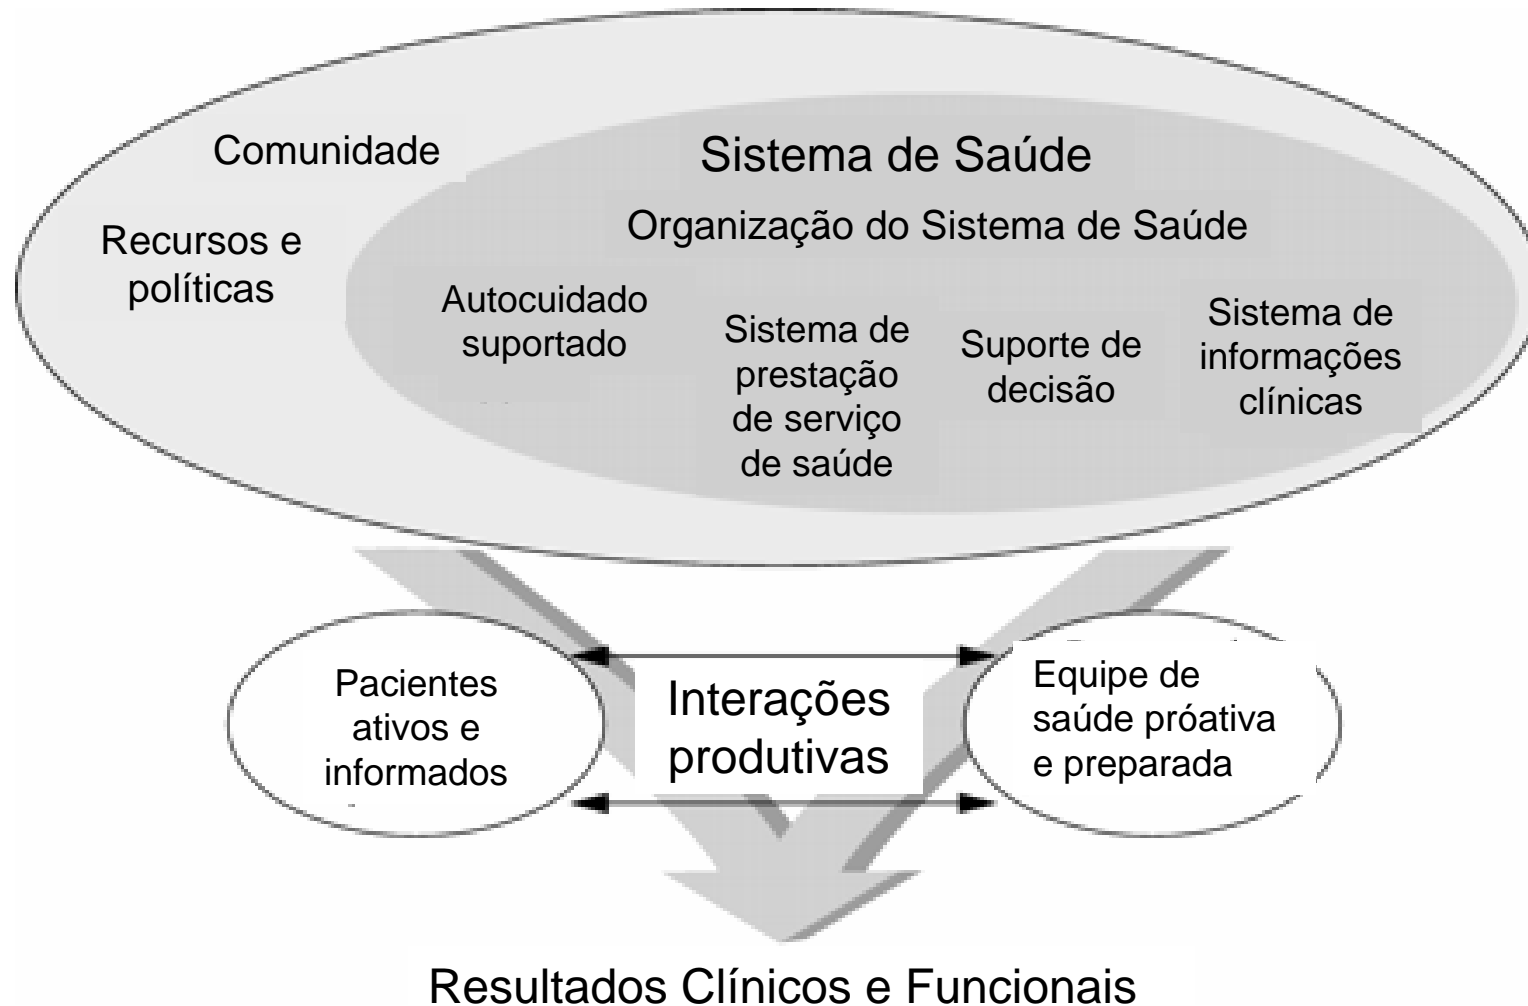 Comunidade
Sistema de Saúde
Recursos e
políticas
Organização do Sistema de Saúde
Autocuidado
suportado
Sistema de
prestação
de serviço
de saúde
Suporte de
decisão
Sistema de
informações
clínicas
Pacientes
ativos e
informados
Interações
produtivas
Equipe de
saúde próativa
e preparada
Resultados Clínicos e Funcionais